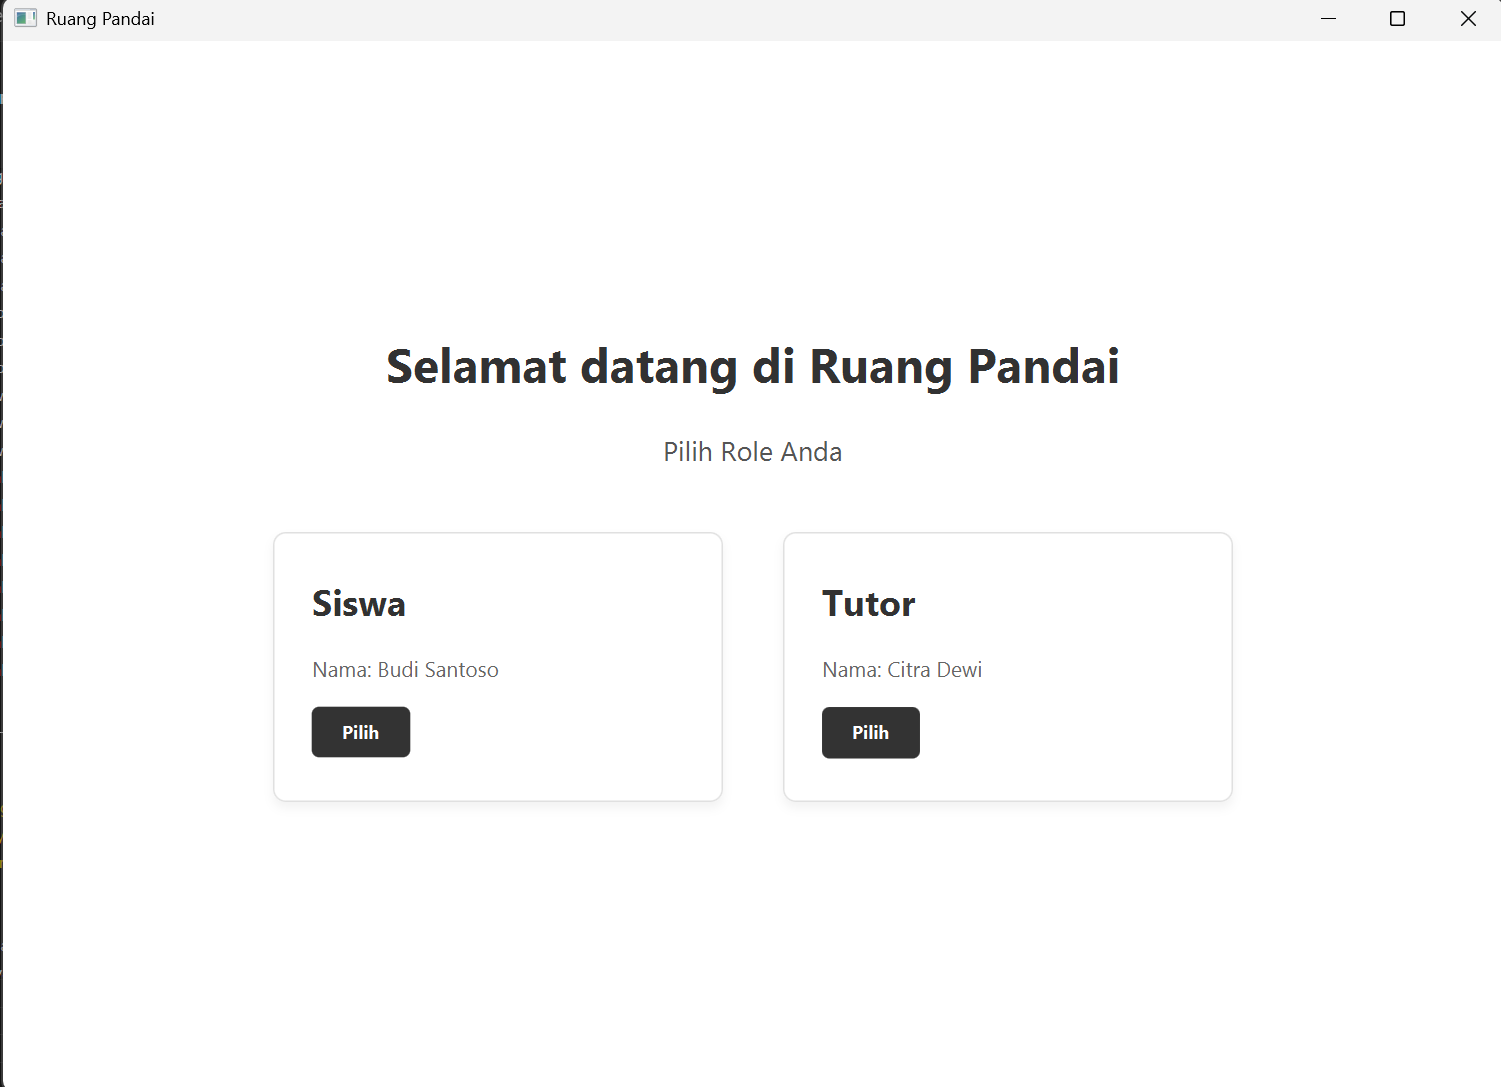 Ruang Pandai
Selamat datang di Ruang Pandai
Pilih Role Anda
Siswa
Nama: Budi Santoso
Pilih
Tutor
Nama: Citra Dewi
Pilih